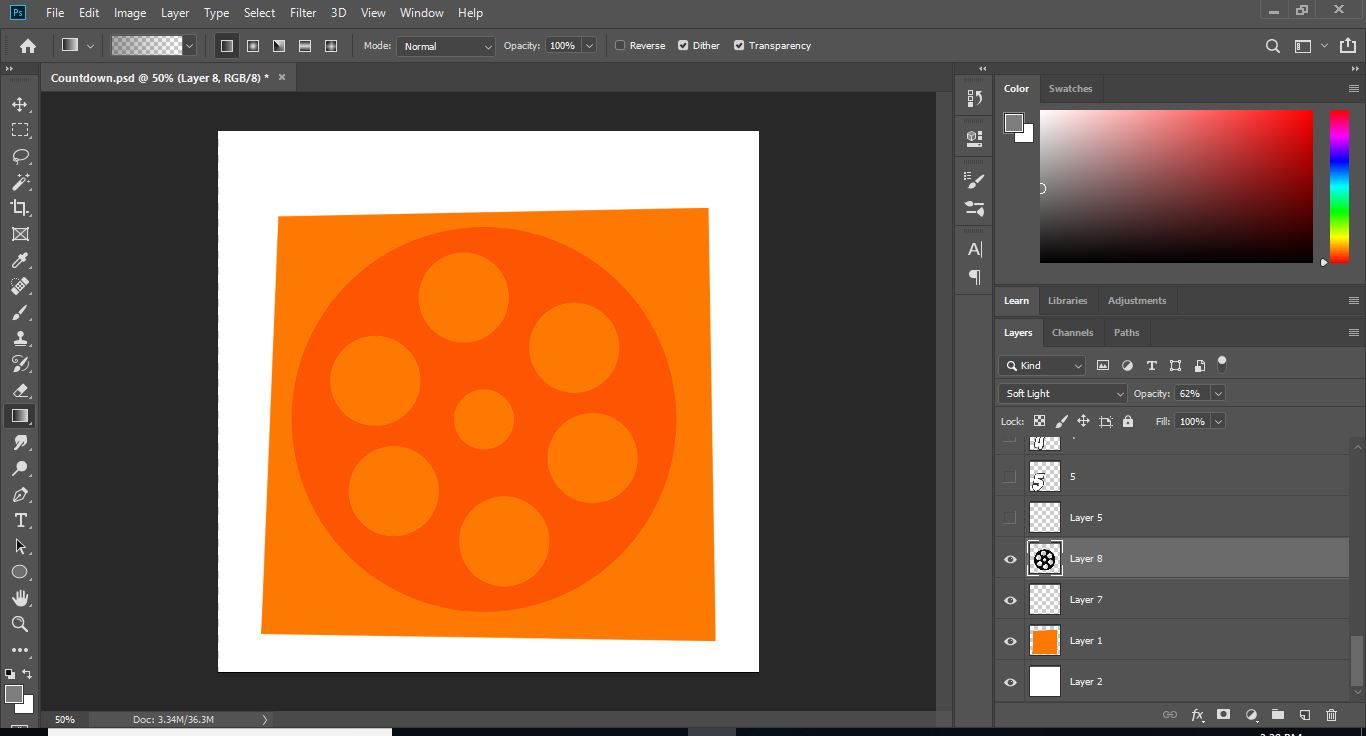 Ps File Edit Image Layer Type Select Filter 3D View Window Help
Mode: Normal Opacity: 100% Reverse Dither Transparency
Countdown.psd @ 50% (Layer 8, RGB/8) * ×
Color Swatches
Learn Libraries Adjustments
Layers Channels Paths
Kind
Soft Light Opacity: 62%
Lock: Fill: 100%
5
Layer 5
Layer 8
Layer 7
Layer 1
Layer 2
50% Doc: 3.34M/36.3M